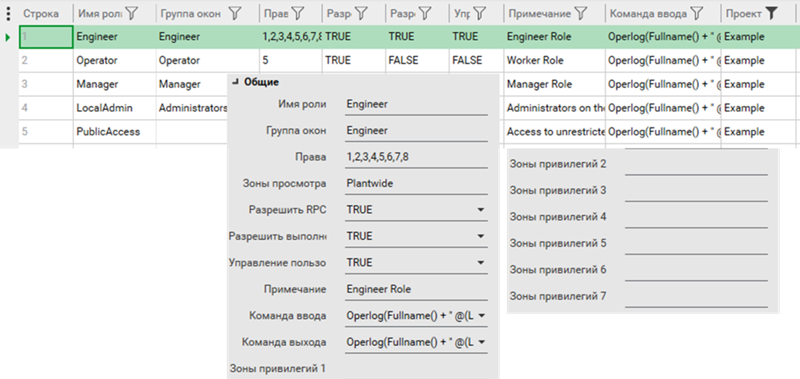 Строка Имя роли Группа окон Прав Разр Разре Упр Примечание Команда ввода Проект
1 Engineer Engineer 1,2,3,4,5,6,7,8 TRUE TRUE TRUE Engineer Role Operlog(Fullname() + " @ Example
2 Operator Operator 5 TRUE FALSE FALSE Worker Role Operlog(Fullname() + " @ Example
3 Manager Manager Manager Role Operlog(Fullname() + " @ Example
4 LocalAdmin Administrators Administrators on the Operlog(Fullname() + " @ Example
5 PublicAccess Access to unrestricte Operlog(Fullname() + " @ Example
Общие
Имя роли Engineer
Группа окон Engineer
Права 1,2,3,4,5,6,7,8
Зоны просмотра Plantwide
Разрешить RPC TRUE
Разрешить выполн TRUE
Управление пользо TRUE
Примечание Engineer Role
Команда ввода Operlog(Fullname() + " @(L
Команда выхода Operlog(Fullname() + " @(L
Зоны привилегий 1
Зоны привилегий 2
Зоны привилегий 3
Зоны привилегий 4
Зоны привилегий 5
Зоны привилегий 6
Зоны привилегий 7